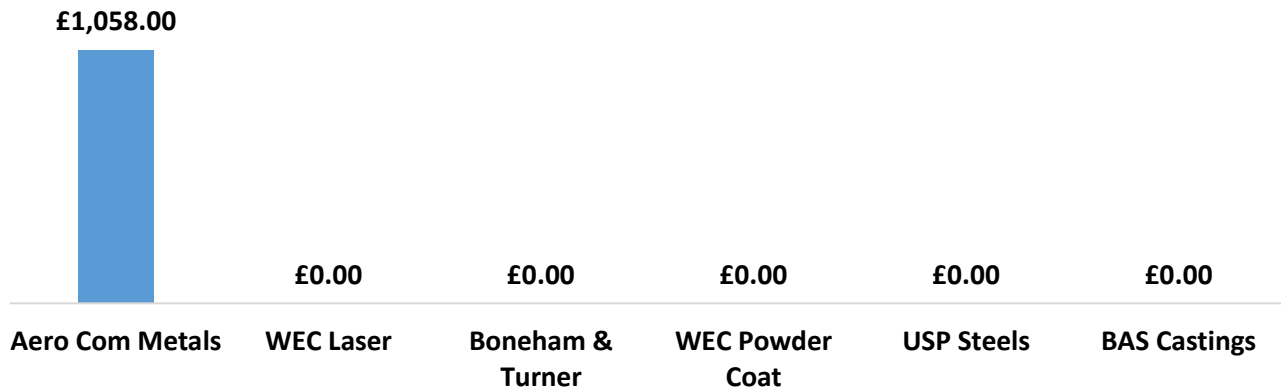 £1,058.00
£0.00
£0.00
£0.00
£0.00
£0.00
Aero Com Metals
WEC Laser
Boneham &
Turner
WEC Powder
Coat
USP Steels
BAS Castings